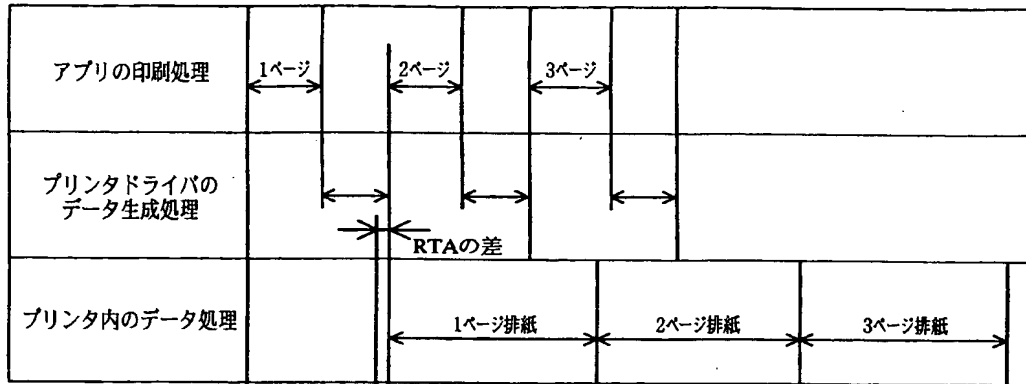 アプリの印刷処理
1ページ
2ページ
3ページ
プリンタドライバの
データ生成処理
RTAの差
プリンタ内のデータ処理
1ページ排紙
2ページ排紙
3ページ排紙